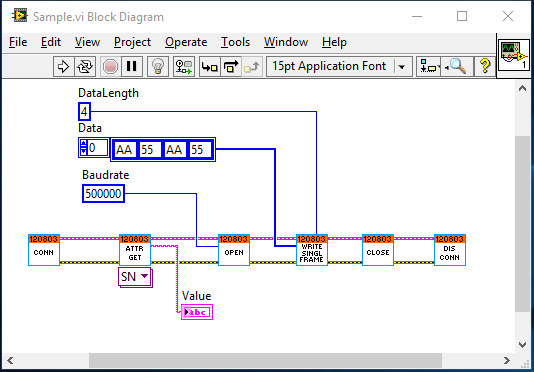 Sample.vi Block Diagram
File Edit View Project Operate Tools Window Help
15pt Application Font
?
1
DataLength
4
Data
0 AA 55 AA 55
Baudrate
500000
120803 120803 120803 120803 120803 120803
CONN ATTR GET OPEN WRITE SINGL FRAME CLOSE DIS CONN
SN
Value
abc